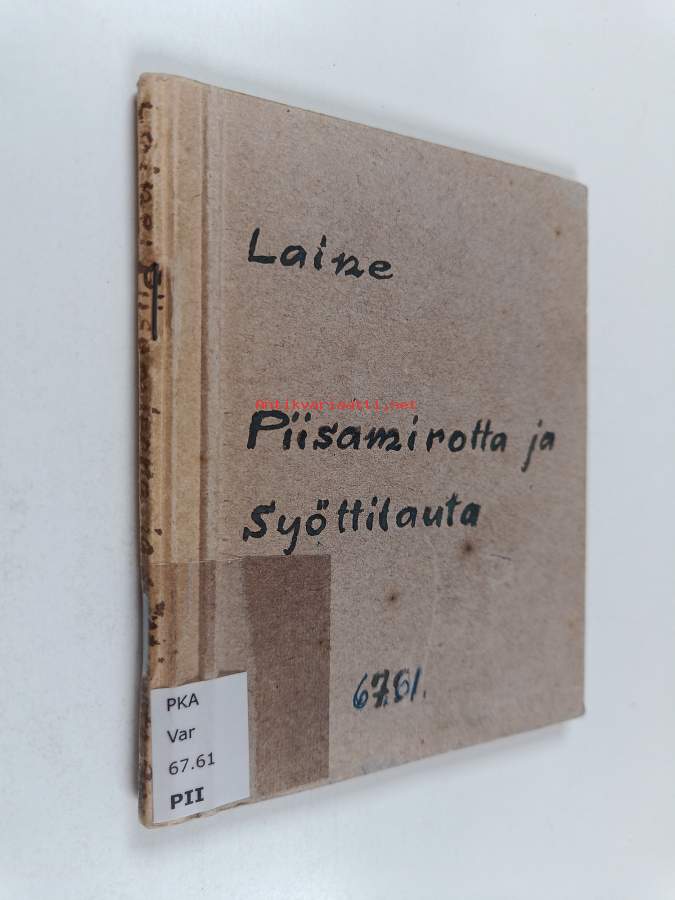 Laine
Antikvariaatti.net
Piisamirotta ja
Syöttilauta
67.61.
PKA
Var
67.61
PII